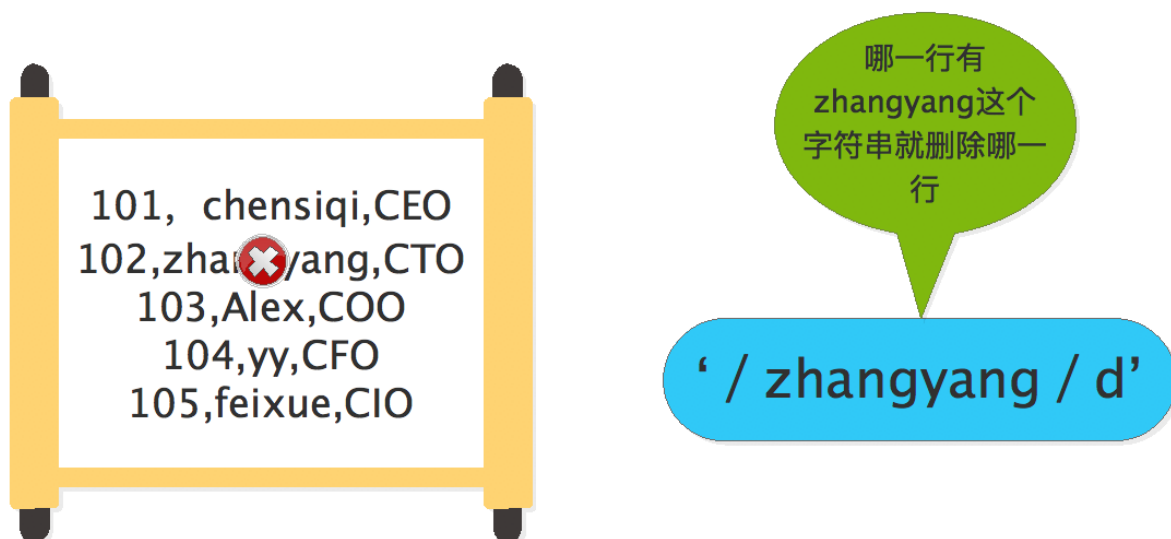 101，chensiqi,CEO
102,zhangyang,CTO
103,Alex,COO
104,yy,CFO
105,feixue,CIO
哪一行有
zhangyang这个
字符串就删除哪一
行
‘ / zhangyang / d’